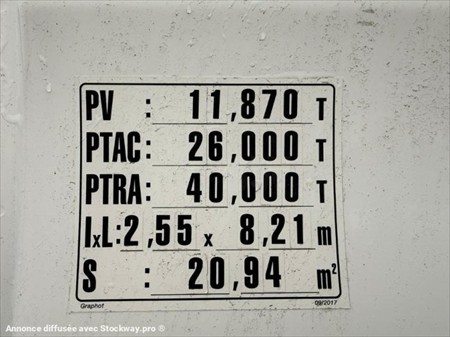 PV : 11,870 T
PTAC: 26,000 T
PTRA: 40,000 T
lxL: 2,55 x 8,21 m
S : 20,94 m²
Graphot 09/2017
Annonce diffusée avec Stockway.pro ®